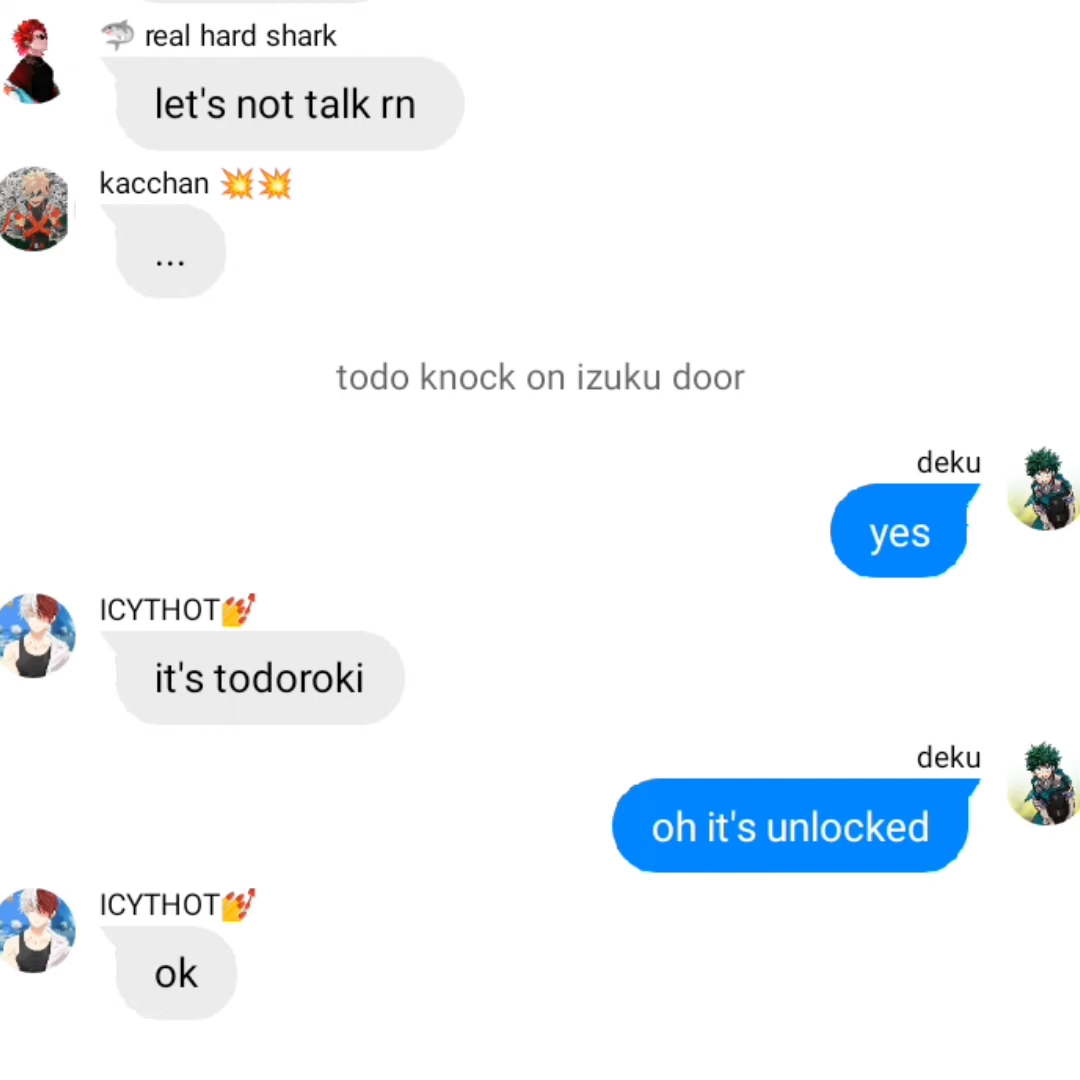 🦈 real hard shark
let's not talk rn
kacchan 💥💥
...
todo knock on izuku door
deku
yes
ICYTHOT💅
it's todoroki
deku
oh it's unlocked
ICYTHOT💅
ok